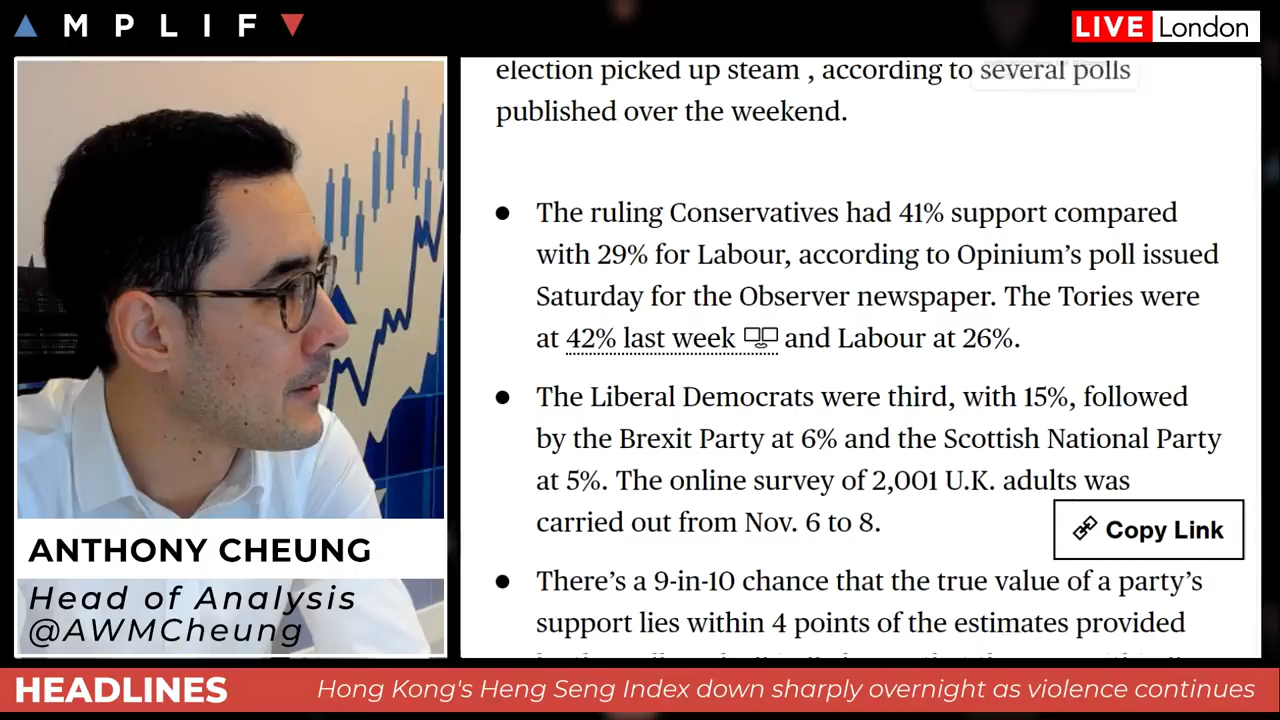 AMPLIFY
LIVE London
election picked up steam , according to several polls
published over the weekend.
● The ruling Conservatives had 41% support compared
with 29% for Labour, according to Opinium’s poll issued
Saturday for the Observer newspaper. The Tories were
at 42% last week and Labour at 26%.
● The Liberal Democrats were third, with 15%, followed
by the Brexit Party at 6% and the Scottish National Party
at 5%. The online survey of 2,001 U.K. adults was
carried out from Nov. 6 to 8.
Copy Link
● There’s a 9-in-10 chance that the true value of a party’s
support lies within 4 points of the estimates provided
ANTHONY CHEUNG
Head of Analysis
@AWMCheung
HEADLINES Hong Kong's Heng Seng Index down sharply overnight as violence continues